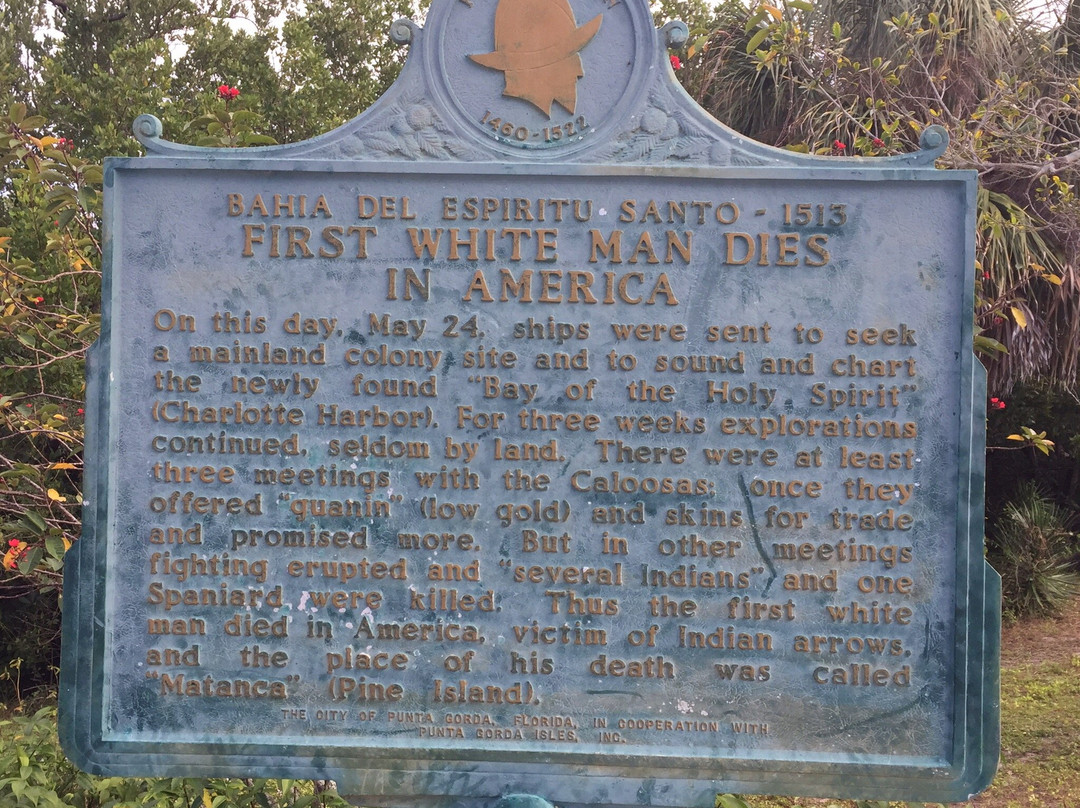 1460-1522
BAHIA DEL ESPIRITU SANTO - 1513
FIRST WHITE MAN DIES
IN AMERICA
On this day, May 24, ships were sent to seek
a mainland colony site and to sound and chart
the newly found "Bay of the Holy Spirit"
(Charlotte Harbor). For three weeks explorations
continued, seldom by land. There were at least
three meetings with the Caloosas, once they
offered "quanin" (low gold) and skins for trade
and promised more. But in other meetings
fighting erupted and "several Indians" and one
Spaniard were killed. Thus the first white
man died in America, victim of Indian arrows,
and the place of his death was called
"Matanca" (Pine Island).
THE CITY OF PUNTA GORDA, FLORIDA, IN COOPERATION WITH
PUNTA GORDA ISLES, INC.